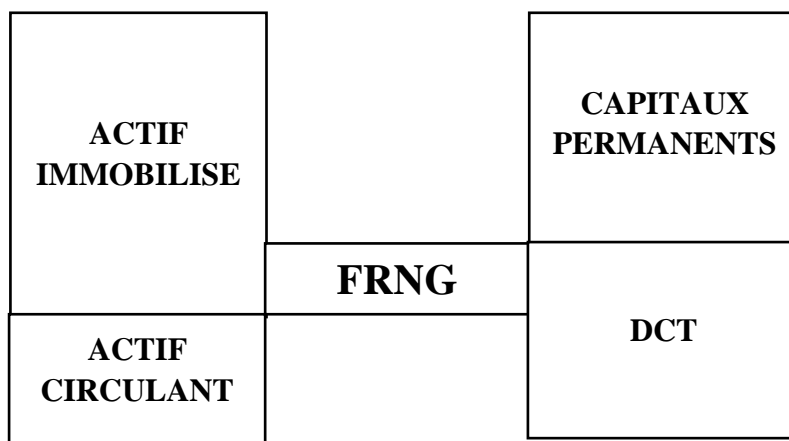 ACTIF
IMMOBILISE
CAPITAUX
PERMANENTS
FRNG
ACTIF
CIRCULANT
DCT